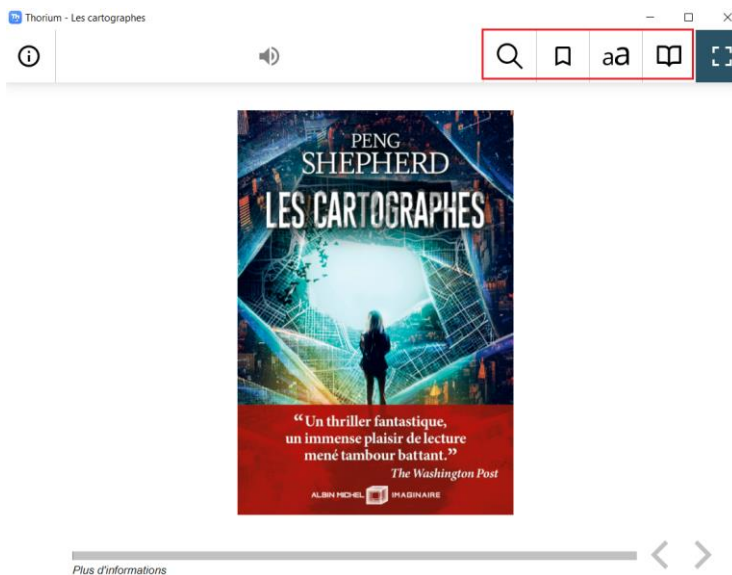 Thorium - Les cartographes
aa
PENG
SHEPHERD
LES CARTOGRAPHES
“Un thriller fantastique,
un immense plaisir de lecture
mené tambour battant.”
The Washington Post
ALBIN MICHEL IMAGINAIRE
Plus d'informations